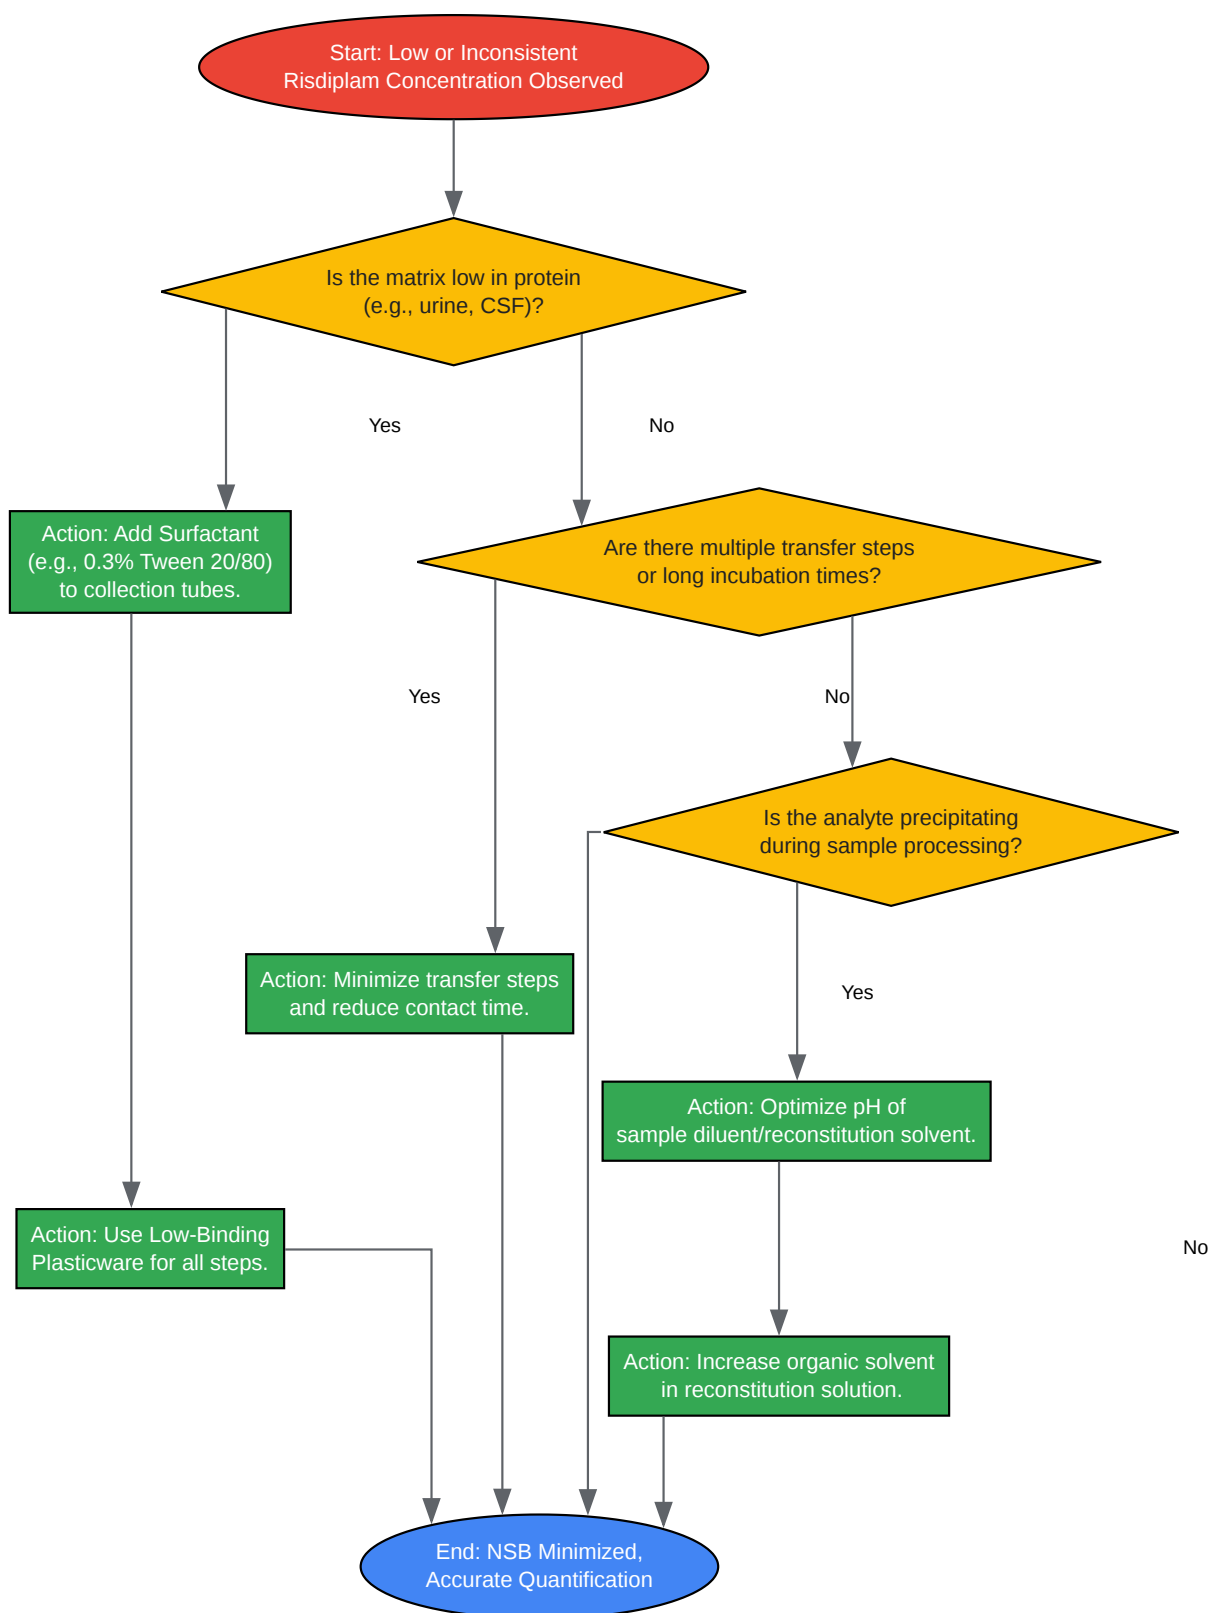 Start: Low or Inconsistent
Risdiplam Concentration Observed
Is the matrix low in protein
(e.g., urine, CSF)?
Yes
No
Action: Add Surfactant
(e.g., 0.3% Tween 20/80)
to collection tubes.
Are there multiple transfer steps
or long incubation times?
Yes
No
Is the analyte precipitating
during sample processing?
Action: Minimize transfer steps
and reduce contact time.
Yes
Action: Optimize pH of
sample diluent/reconstitution solvent.
Action: Use Low-Binding
Plasticware for all steps.
No
Action: Increase organic solvent
in reconstitution solution.
End: NSB Minimized,
Accurate Quantification